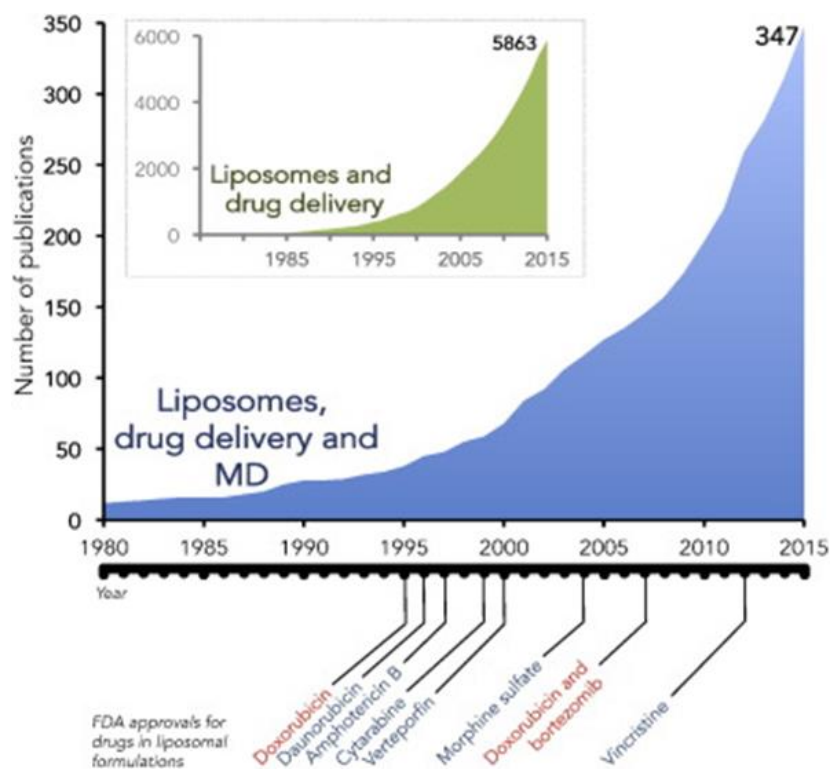 350
300
250
200
150
100
50
0
Number of publications
347
6000
4000
2000
0
5863
Liposomes and
drug delivery
1985 1995 2005 2015
Liposomes,
drug delivery and
MD
1980 1985 1990 1995 2000 2005 2010 2015
Year
FDA approvals for
drugs in liposomal
formulations
Doxorubicin
Daunorubicin
Amphotericin B
Cytarabine
Verteporfin
Morphine sulfate
Doxorubicin and
bortezomib
Vincristine